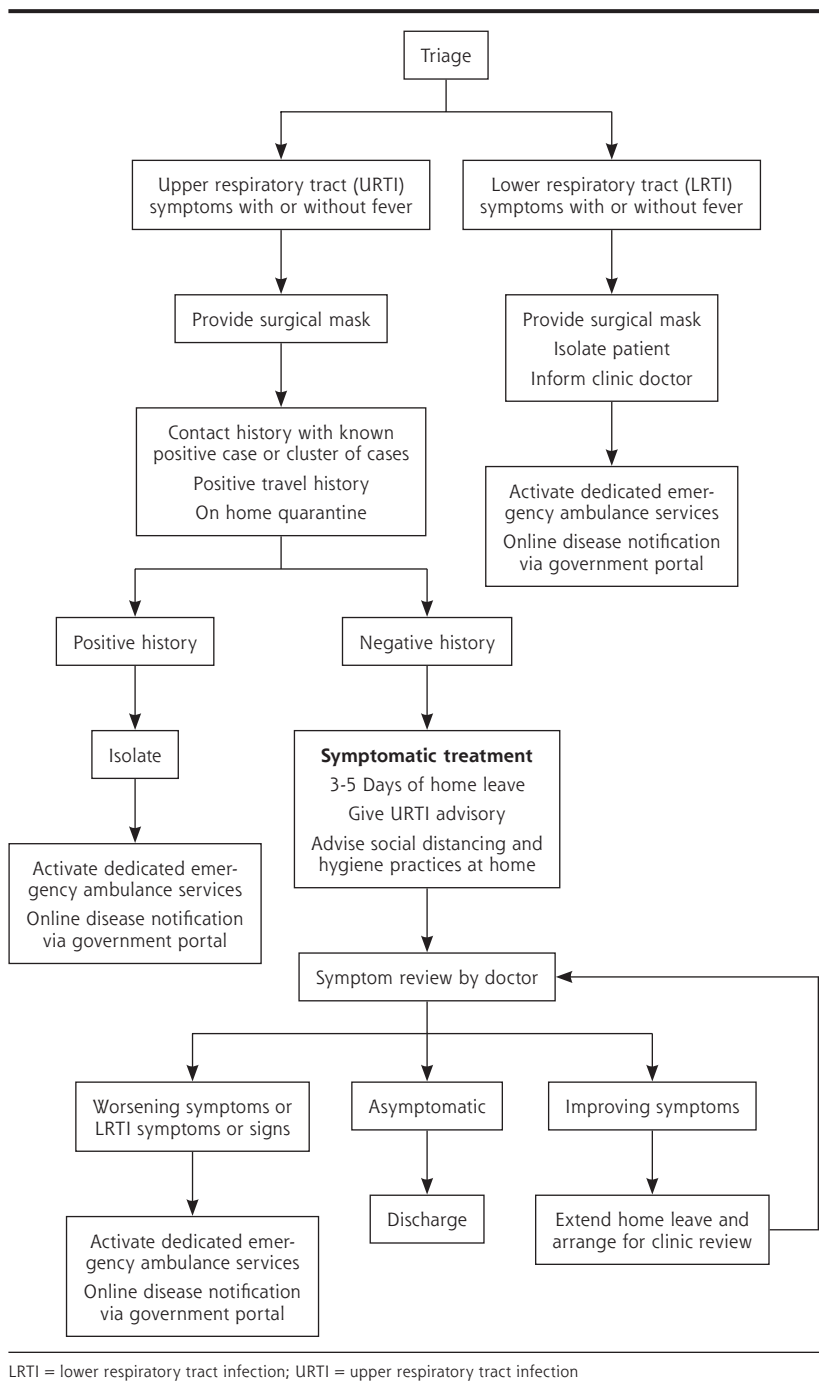 Triage
Upper respiratory tract (URTI)
symptoms with or without fever
Lower respiratory tract (LRTI)
symptoms with or without fever
Provide surgical mask
Provide surgical mask
Isolate patient
Inform clinic doctor
Contact history with known
positive case or cluster of cases
Positive travel history
On home quarantine
Activate dedicated emer-
gency ambulance services
Online disease notification
via government portal
Positive history
Negative history
Isolate
Symptomatic treatment
3-5 Days of home leave
Give URTI advisory
Advise social distancing and
hygiene practices at home
Activate dedicated emer-
gency ambulance services
Online disease notification
via government portal
Symptom review by doctor
Worsening symptoms or
LRTI symptoms or signs
Asymptomatic
Improving symptoms
Activate dedicated emer-
gency ambulance services
Online disease notification
via government portal
Discharge
Extend home leave and
arrange for clinic review
LRTI = lower respiratory tract infection; URTI = upper respiratory tract infection